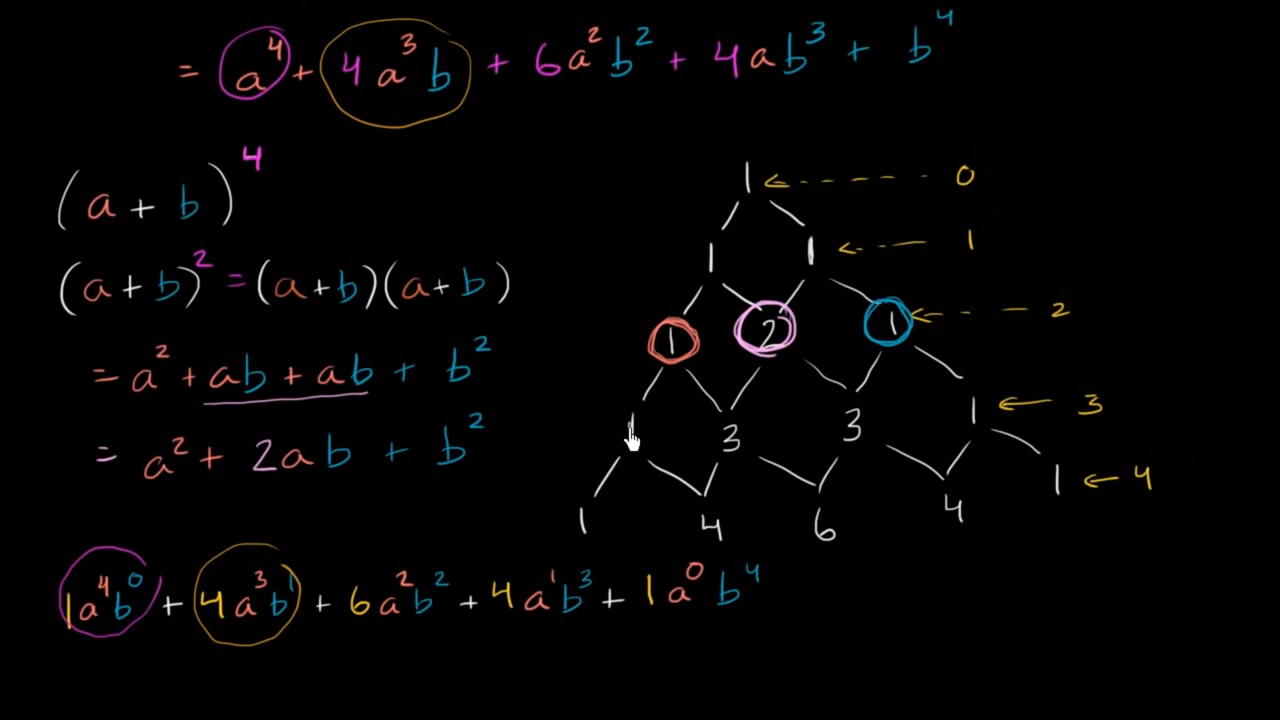 = a⁴ + 4a³b + 6a²b² + 4ab³ + b⁴
(a + b)⁴
(a + b)² = (a+b)(a+b)
= a² + ab + ab + b²
= a² + 2ab + b²
1 ← 0
1 1 ← 1
1 2 1 ← 2
1 3 3 1 ← 3
1 4 6 4 1 ← 4
1a⁴b⁰ + 4a³b¹ + 6a²b² + 4a¹b³ + 1a⁰b⁴